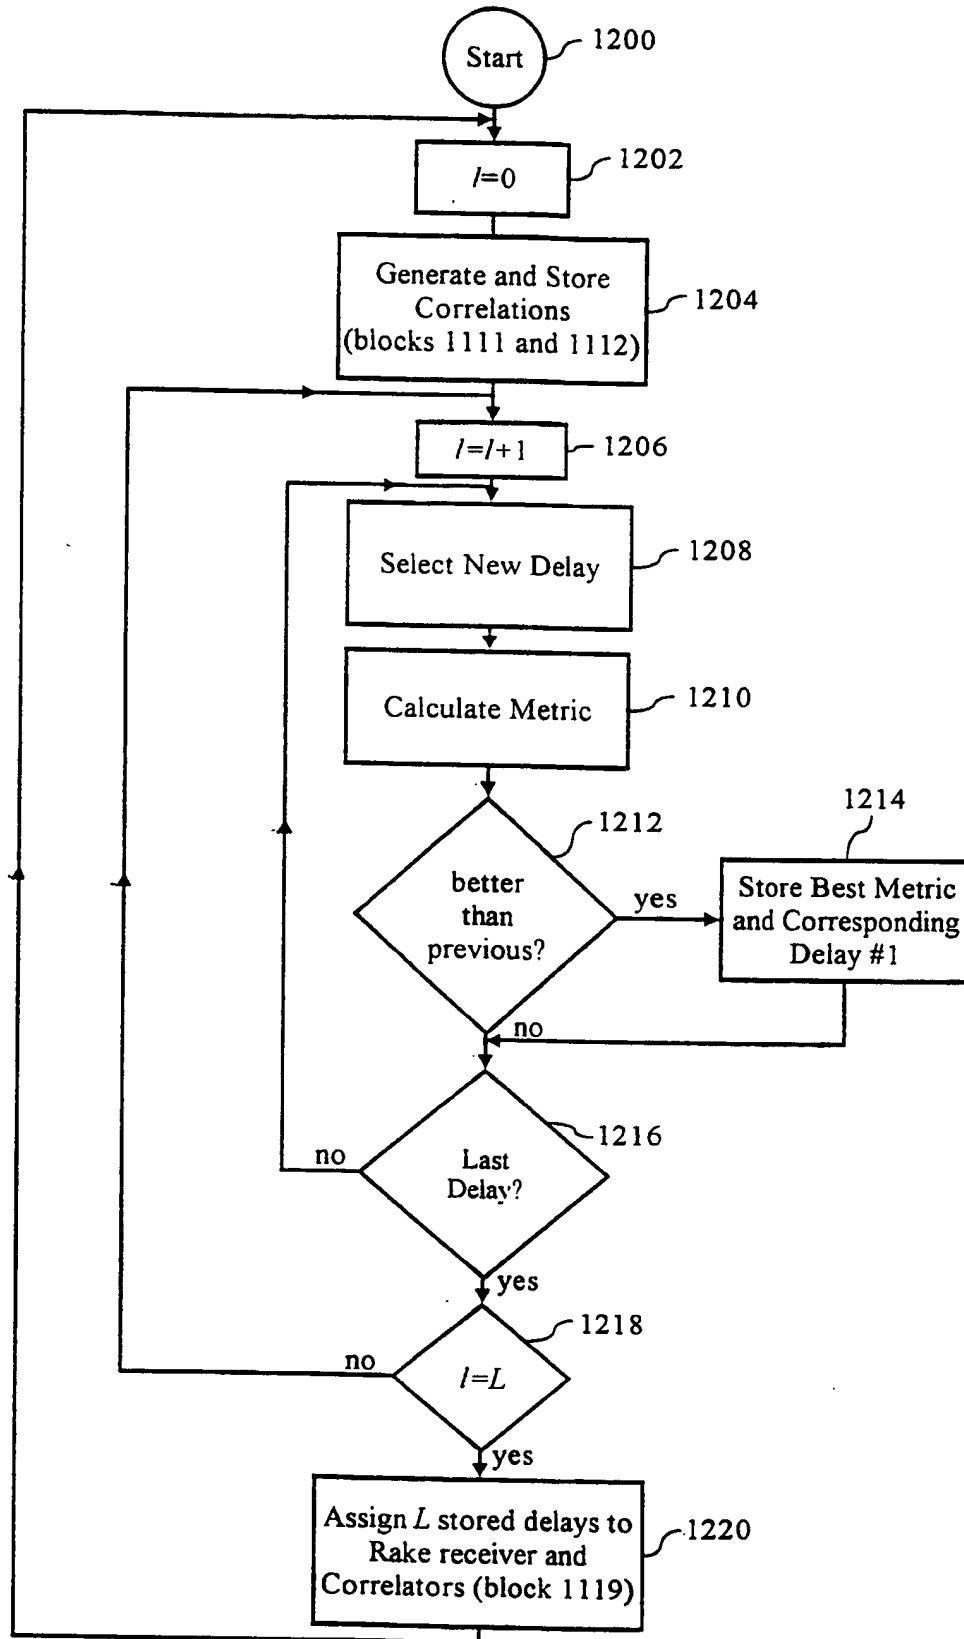 Start
1200
l=0
1202
Generate and Store
Correlations
(blocks 1111 and 1112)
1204
l=l+1
1206
Select New Delay
1208
Calculate Metric
1210
better
than
previous?
1212
yes
1214
Store Best Metric
and Corresponding
Delay #1
no
Last
Delay?
1216
no
yes
l=L
1218
no
yes
Assign L stored delays to
Rake receiver and
Correlators (block 1119)
1220